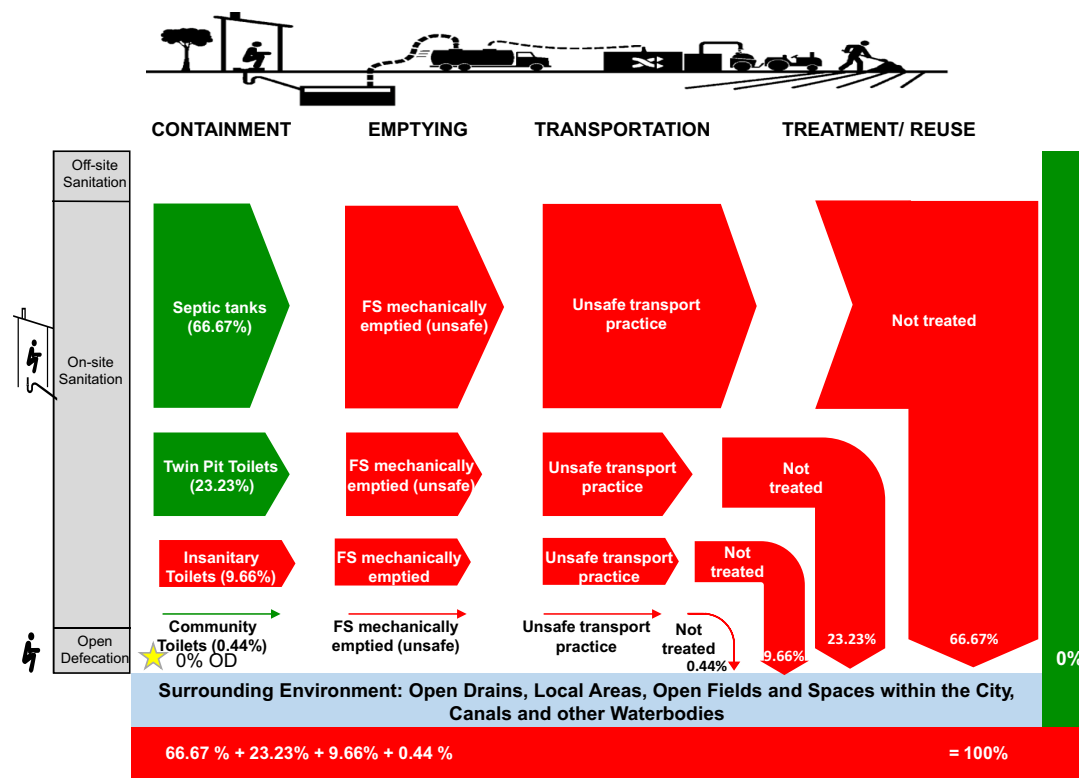 CONTAINMENT EMPTYING TRANSPORTATION TREATMENT/ REUSE
Off-site
Sanitation
On-site
Sanitation
Open
Defecation
Septic tanks
(66.67%)
FS mechanically
emptied (unsafe)
Unsafe transport
practice
Not treated
Twin Pit Toilets
(23.23%)
FS mechanically
emptied (unsafe)
Unsafe transport
practice
Not
treated
Insanitary
Toilets (9.66%)
FS mechanically
emptied
Unsafe transport
practice
Not
treated
Community
Toilets (0.44%)
FS mechanically
emptied (unsafe)
Unsafe transport
practice
Not
treated
0.44%
9.66%
23.23%
66.67%
0% OD
0%
Surrounding Environment: Open Drains, Local Areas, Open Fields and Spaces within the City,
Canals and other Waterbodies
66.67 % + 23.23% + 9.66% + 0.44 % = 100%